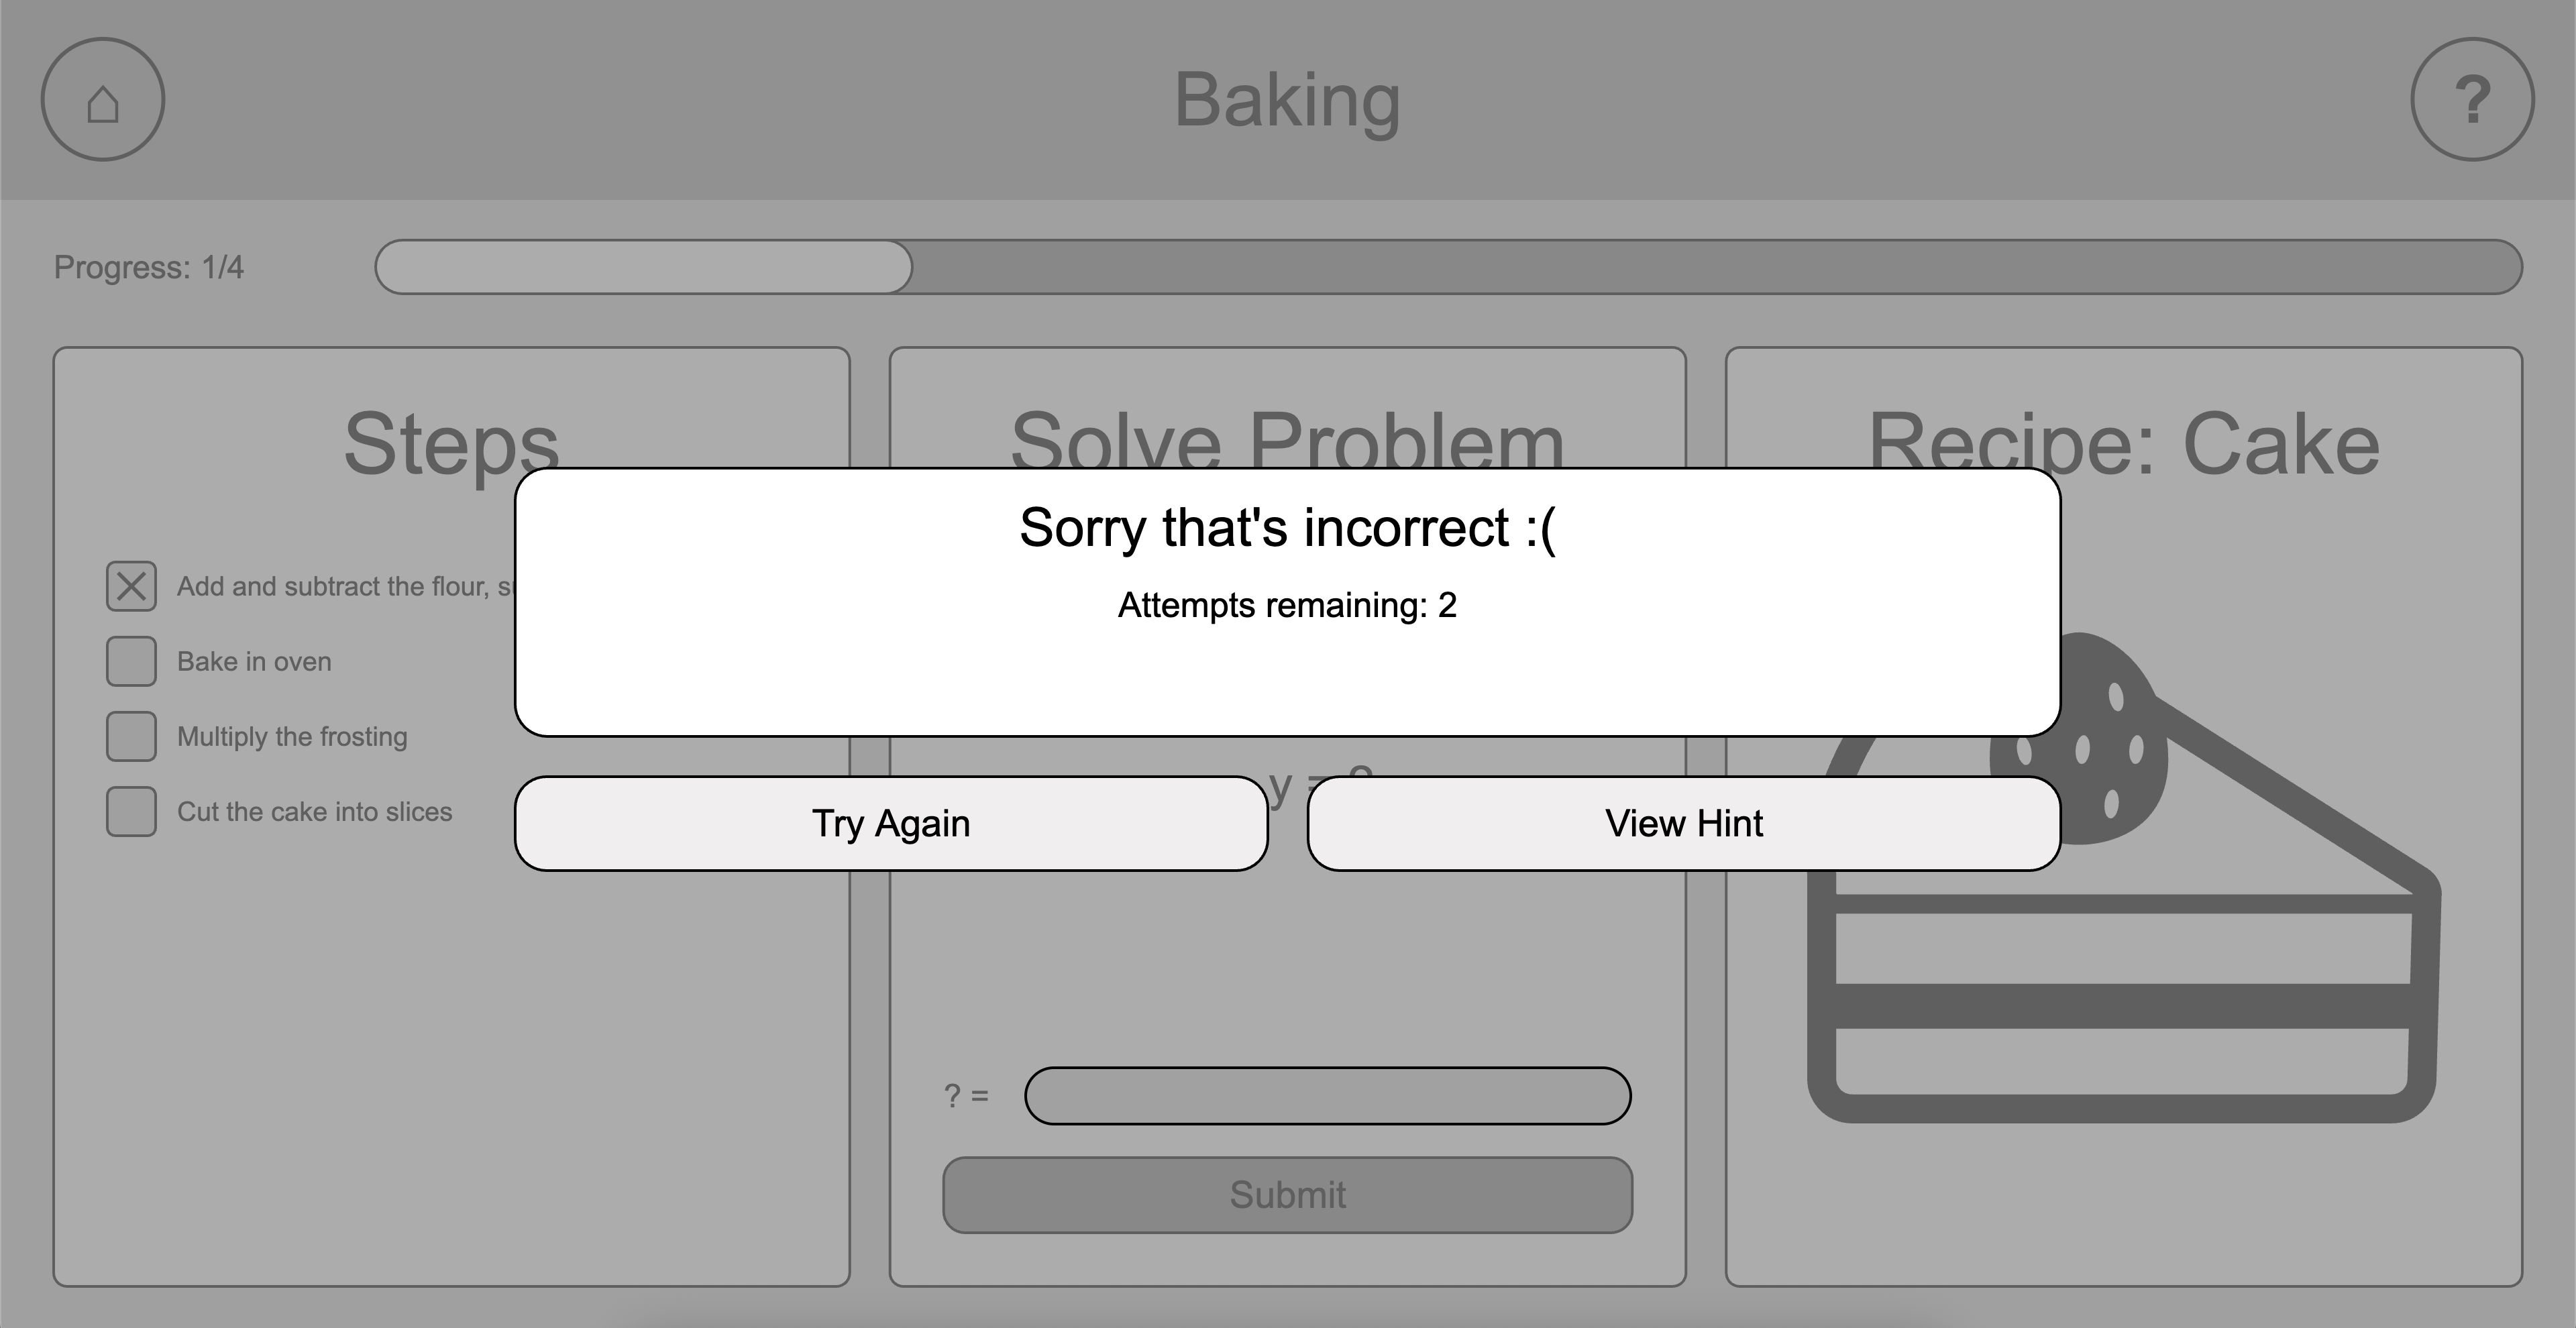 Baking
?
Progress: 1/4
Steps
Add and subtract the flour,
Bake in oven
Multiply the frosting
Cut the cake into slices
Solve Problem
y =
? =
Submit
Recipe: Cake
Sorry that's incorrect :(
Attempts remaining: 2
Try Again
View Hint